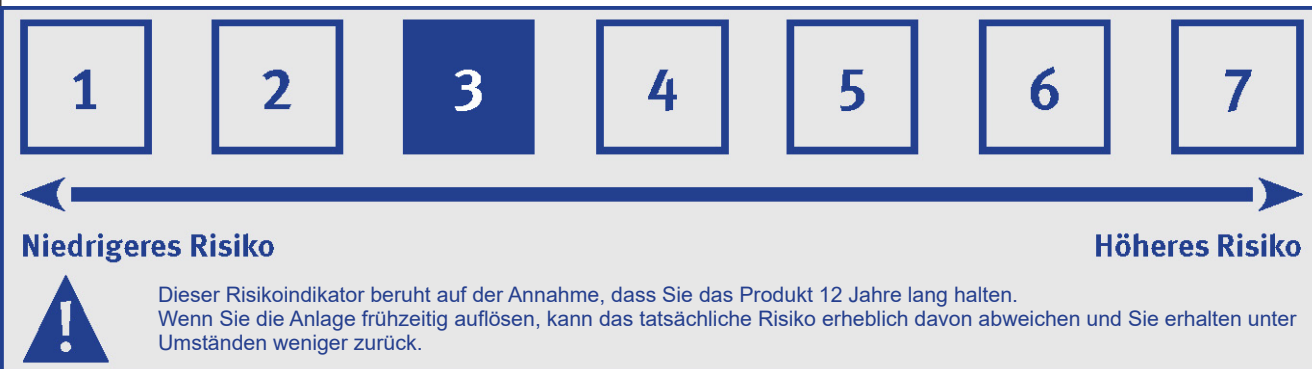 1 2 3 4 5 6 7
Niedrigeres Risiko Höheres Risiko
Dieser Risikoindikator beruht auf der Annahme, dass Sie das Produkt 12 Jahre lang halten.
Wenn Sie die Anlage frühzeitig auflösen, kann das tatsächliche Risiko erheblich davon abweichen und Sie erhalten unter
Umständen weniger zurück.